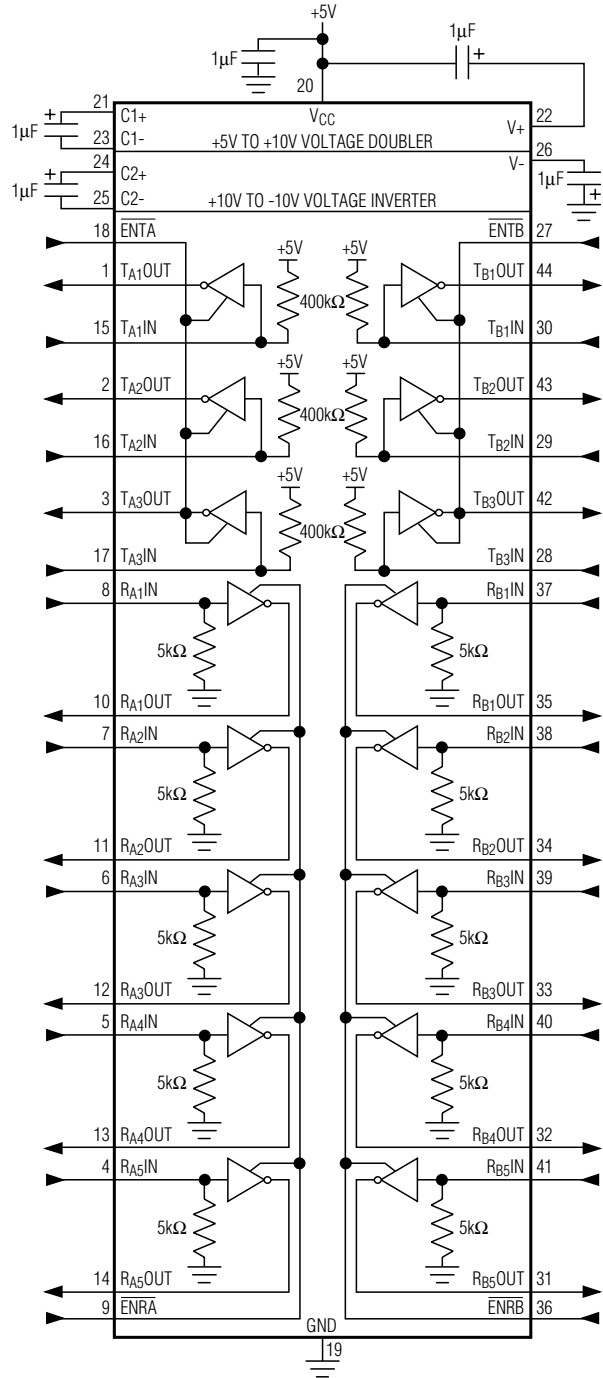 +5V
1μF
1μF
20
21
C1+
VCC
V+
22
1μF
23
C1-
+5V TO +10V VOLTAGE DOUBLER
26
V-
24
C2+
1μF
25
C2-
+10V TO -10V VOLTAGE INVERTER
1μF
18
ENTA
ENTB
27
+5V
+5V
1
TA1OUT
TB1OUT
44
400kΩ
15
TA1IN
TB1IN
30
+5V
+5V
2
TA2OUT
TB2OUT
43
400kΩ
16
TA2IN
TB2IN
29
+5V
+5V
3
TA3OUT
TB3OUT
42
400kΩ
17
TA3IN
TB3IN
28
8
RA1IN
RB1IN
37
5kΩ
5kΩ
10
RA1OUT
RB1OUT
35
7
RA2IN
RB2IN
38
5kΩ
5kΩ
11
RA2OUT
RB2OUT
34
6
RA3IN
RB3IN
39
5kΩ
5kΩ
12
RA3OUT
RB3OUT
33
5
RA4IN
RB4IN
40
5kΩ
5kΩ
13
RA4OUT
RB4OUT
32
4
RA5IN
RB5IN
41
5kΩ
5kΩ
14
RA5OUT
RB5OUT
31
9
ENRA
ENRB
36
GND
19